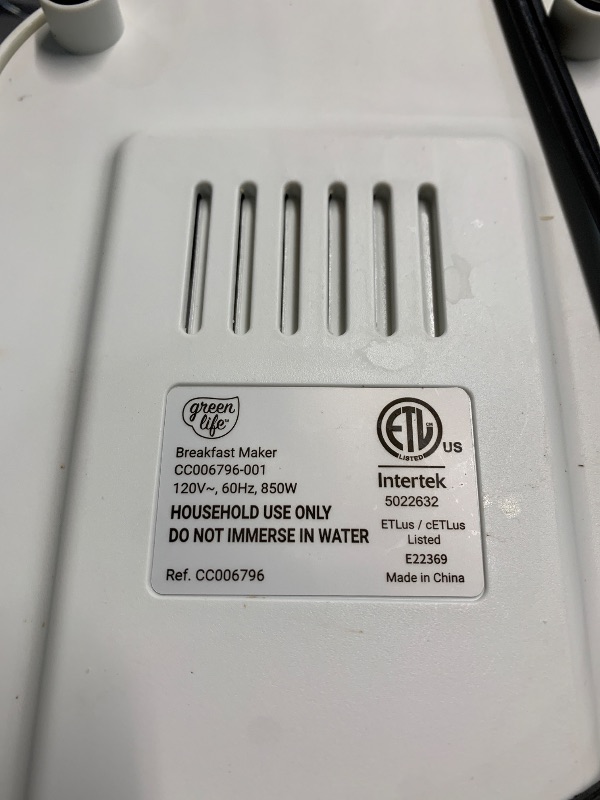 green
life™
Breakfast Maker
CC006796-001
120V~, 60Hz, 850W
HOUSEHOLD USE ONLY
DO NOT IMMERSE IN WATER
Ref. CC006796
ETL
LISTED
US
Intertek
5022632
ETLus / cETLus
Listed
E22369
Made in China